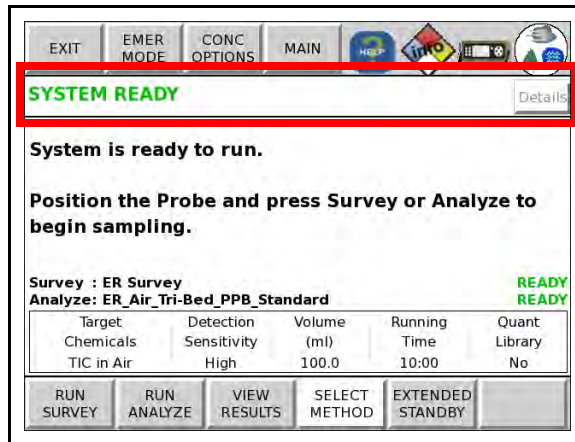 EXIT
EMER MODE
CONC OPTIONS
MAIN
HELP
info
SYSTEM READY
Details
System is ready to run.
Position the Probe and press Survey or Analyze to
begin sampling.
Survey : ER Survey READY
Analyze: ER_Air_Tri-Bed_PPB_Standard READY
Target Detection Volume Running Quant
Chemicals Sensitivity (ml) Time Library
TIC in Air High 100.0 10:00 No
RUN SURVEY
RUN ANALYZE
VIEW RESULTS
SELECT METHOD
EXTENDED STANDBY